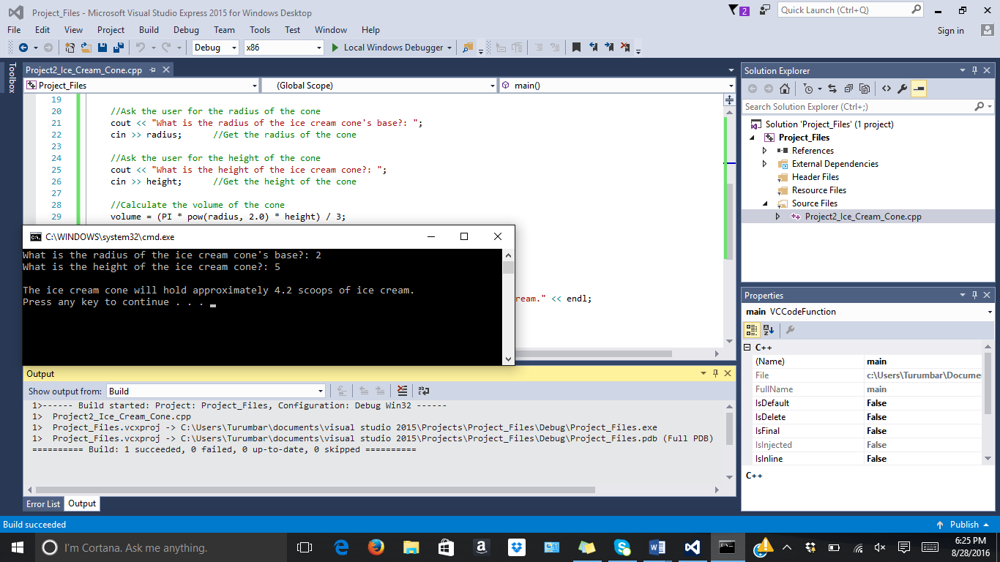 Project_Files - Microsoft Visual Studio Express 2015 for Windows Desktop
2
Quick Launch (Ctrl+Q)
File Edit View Project Build Debug Team Tools Test Window Help
Sign in
Debug x86 Local Windows Debugger
Toolbox
Project2_Ice_Cream_Cone.cpp
Project_Files (Global Scope) main()
19
20 //Ask the user for the radius of the cone
21 cout << "What is the radius of the ice cream cone's base?: ";
22 cin >> radius; //Get the radius of the cone
23
24 //Ask the user for the height of the cone
25 cout << "What is the height of the ice cream cone?: ";
26 cin >> height; //Get the height of the cone
27
28 //Calculate the volume of the cone
29 volume = (PI * pow(radius, 2.0) * height) / 3;
ream." << endl;
C:\WINDOWS\system32\cmd.exe
What is the radius of the ice cream cone's base?: 2
What is the height of the ice cream cone?: 5
The ice cream cone will hold approximately 4.2 scoops of ice cream.
Press any key to continue . . .
Output
Show output from: Build
1>------ Build started: Project: Project_Files, Configuration: Debug Win32 ------
1> Project2_Ice_Cream_Cone.cpp
1> Project_Files.vcxproj -> C:\Users\Turumbar\documents\visual studio 2015\Projects\Project_Files\Debug\Project_Files.exe
1> Project_Files.vcxproj -> C:\Users\Turumbar\documents\visual studio 2015\Projects\Project_Files\Debug\Project_Files.pdb (Full PDB)
========== Build: 1 succeeded, 0 failed, 0 up-to-date, 0 skipped ==========
Error List Output
Solution Explorer
Search Solution Explorer (Ctrl+;)
Solution 'Project_Files' (1 project)
Project_Files
References
External Dependencies
Header Files
Resource Files
Source Files
Project2_Ice_Cream_Cone.cpp
Properties
main VCCodeFunction
C++
(Name) main
File c:\Users\Turumbar\Docume
FullName main
IsDefault False
IsDelete False
IsFinal False
IsInjected False
IsInline False
C++
Build succeeded
Publish
I'm Cortana. Ask me anything.
6:25 PM
8/28/2016